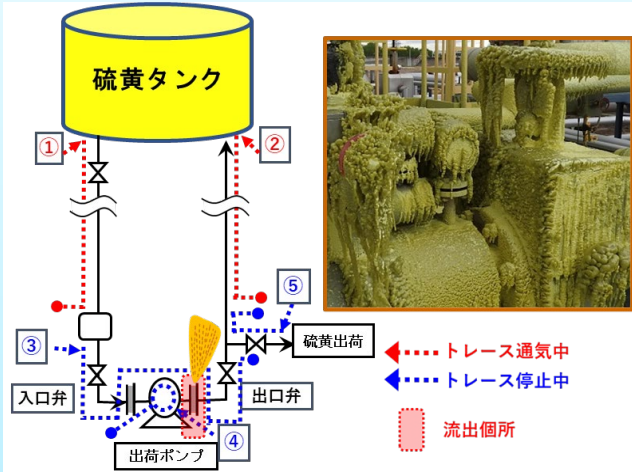 硫黄タンク
①
②
③
⑤
硫黄出荷
入口弁
出口弁
④
出荷ポンプ
トレース通気中
トレース停止中
流出個所